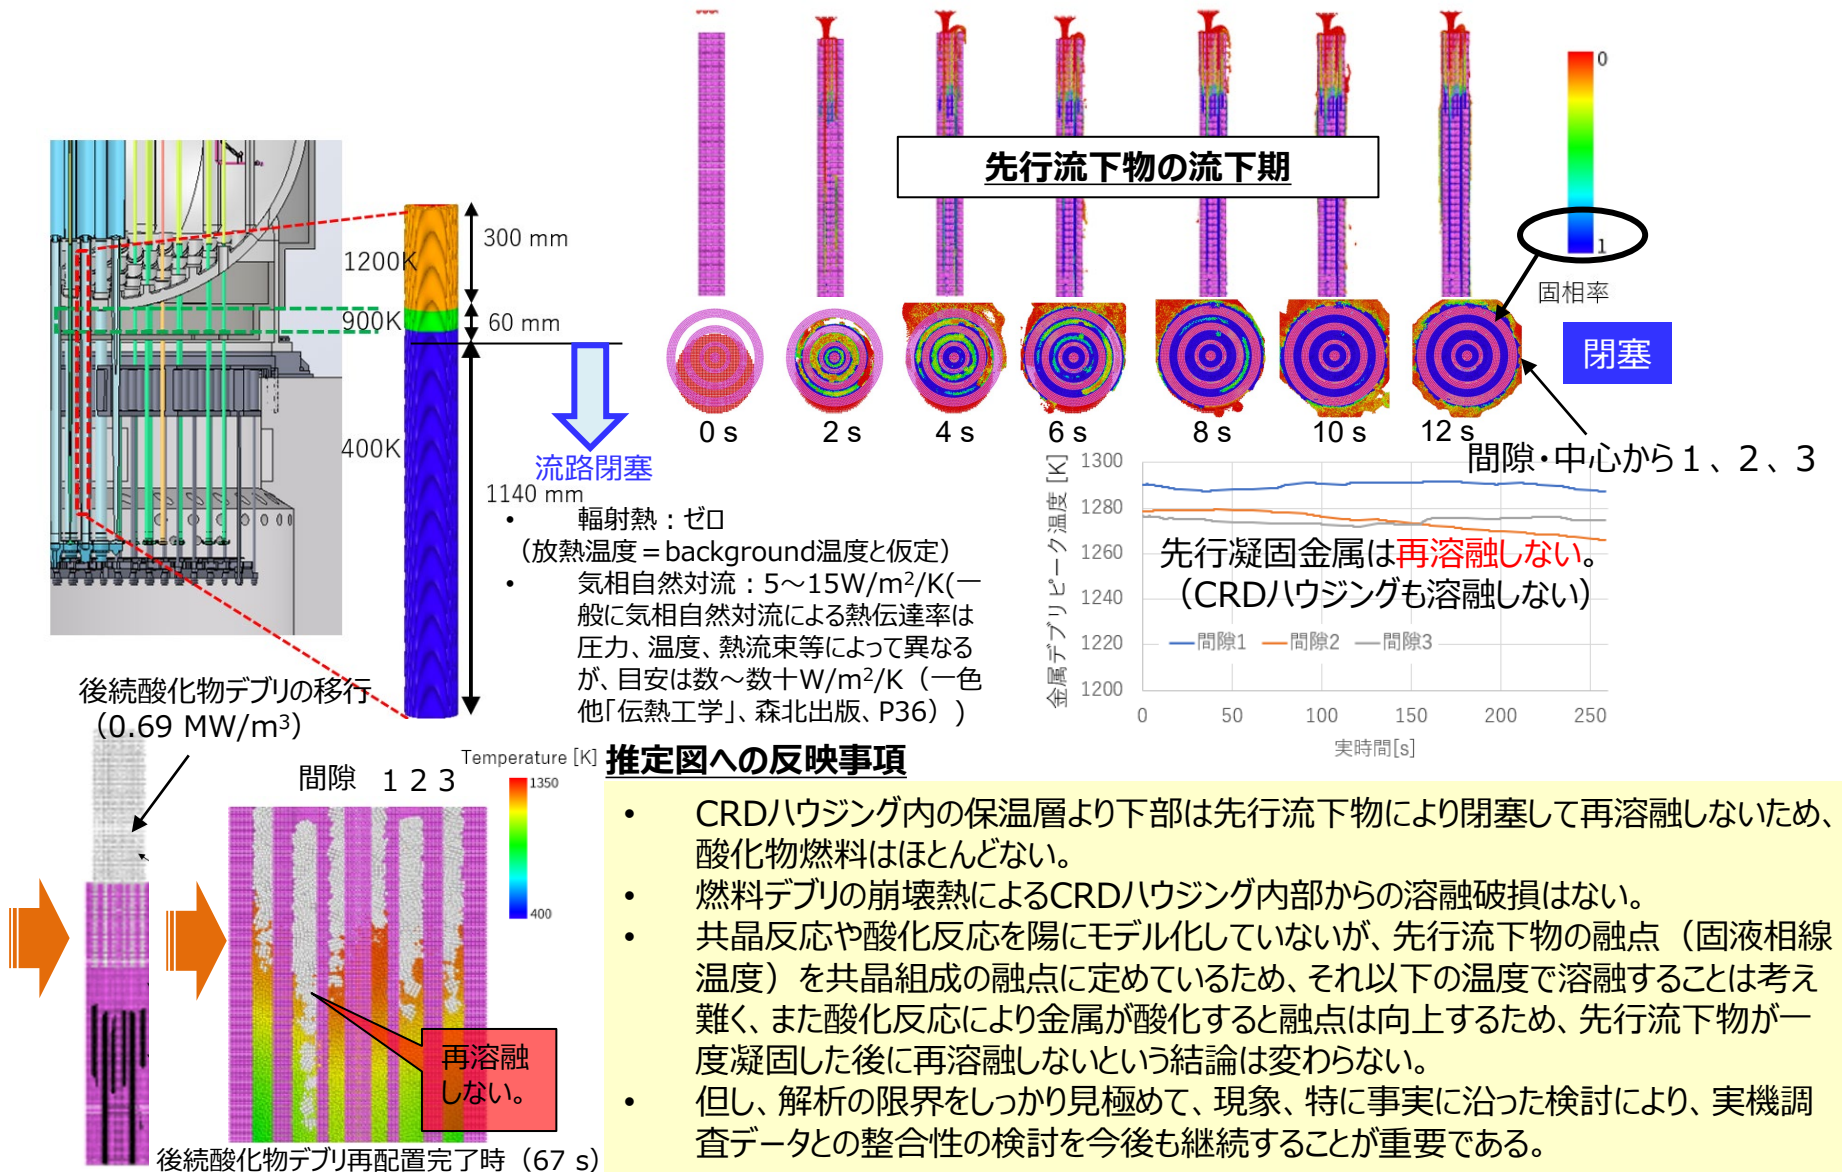 先行流下物の流下期
0
1
固相率
閉塞
0 s
2 s
4 s
6 s
8 s
10 s
12 s
間隙・中心から１、２、３
1200K
900K
400K
300 mm
60 mm
1140 mm
流路閉塞
• 輻射熱：ゼロ
（放熱温度＝background温度と仮定）
• 気相自然対流：5～15W/m²/K(一
般に気相自然対流による熱伝達率は
圧力、温度、熱流束等によって異なる
が、目安は数～数十W/m²/K（一色
他「伝熱工学」、森北出版、P36））
金属デブリピーク温度 [K]
1300
1280
1260
1240
1220
1200
先行凝固金属は再溶融しない。
（CRDハウジングも溶融しない）
間隙1
間隙2
間隙3
0
50
100
150
200
250
実時間[s]
後続酸化物デブリの移行
（0.69 MW/m³）
間隙 １２３
Temperature [K]
1350
400
再溶融
しない。
後続酸化物デブリ再配置完了時（67 s）
推定図への反映事項
• CRDハウジング内の保温層より下部は先行流下物により閉塞して再溶融しないため、
酸化物燃料はほとんどない。
• 燃料デブリの崩壊熱によるCRDハウジング内部からの溶融破損はない。
• 共晶反応や酸化反応を陽にモデル化していないが、先行流下物の融点（固液相線
温度）を共晶組成の融点に定めているため、それ以下の温度で溶融することは考え
難く、また酸化反応により金属が酸化すると融点は向上するため、先行流下物が一
度凝固した後に再溶融しないという結論は変わらない。
• 但し、解析の限界をしっかり見極めて、現象、特に事実に沿った検討により、実機調
査データとの整合性の検討を今後も継続することが重要である。